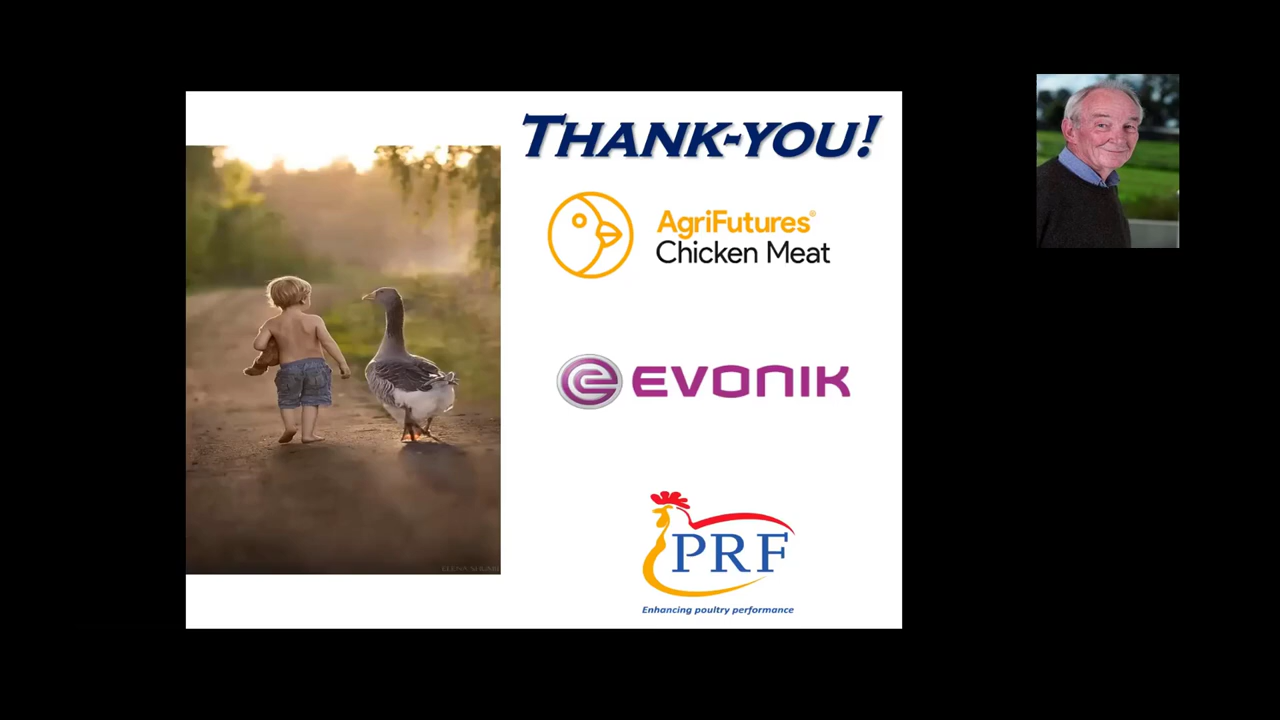 THANK-YOU!
AgriFutures®
Chicken Meat
EVONIK
PRF
Enhancing poultry performance